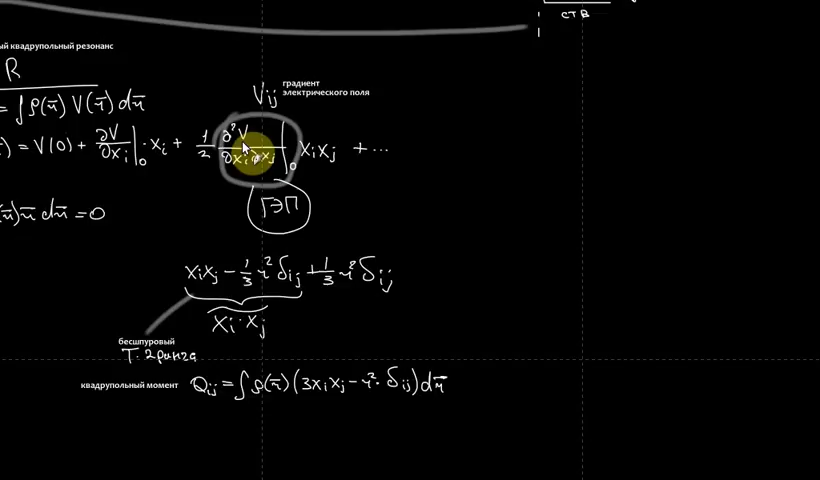 СТВ
ый квадрупольный резонанс
R
= ∫ρ(r̄) V(r̄) dr̄
V_ij
градиент
электрического поля
) = V(0) + ∂V/∂x_i |_0 · x_i + 1/2 ∂²V/∂x_i ∂x_j |_0 x_i x_j + ...
ГЭП
)r̄ dr̄ = 0
x_i x_j − 1/3 r² δ_ij + 1/3 r² δ_ij
x_i · x_j
бесшпуровый
Т. 2 ранга
квадрупольный момент Q_ij = ∫ρ(r̄)(3x_i x_j − r² · δ_ij) dr̄